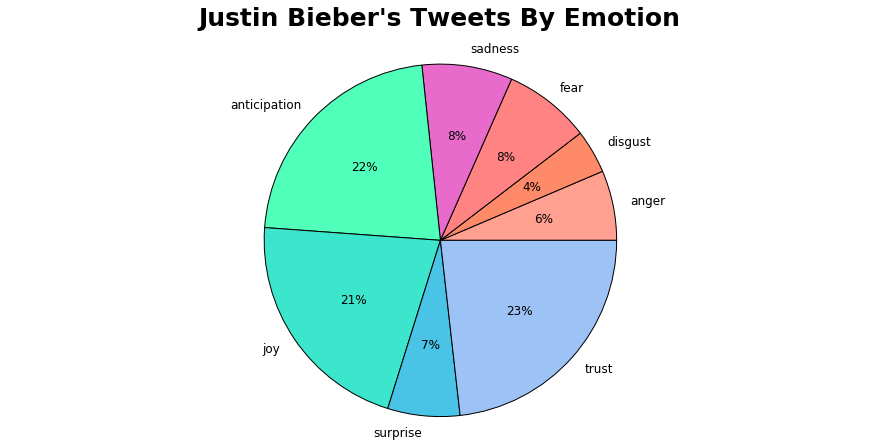 Justin Bieber's Tweets By Emotion
sadness
fear
anticipation
disgust
8%
8%
22%
4%
anger
6%
21%
23%
7%
joy
trust
surprise